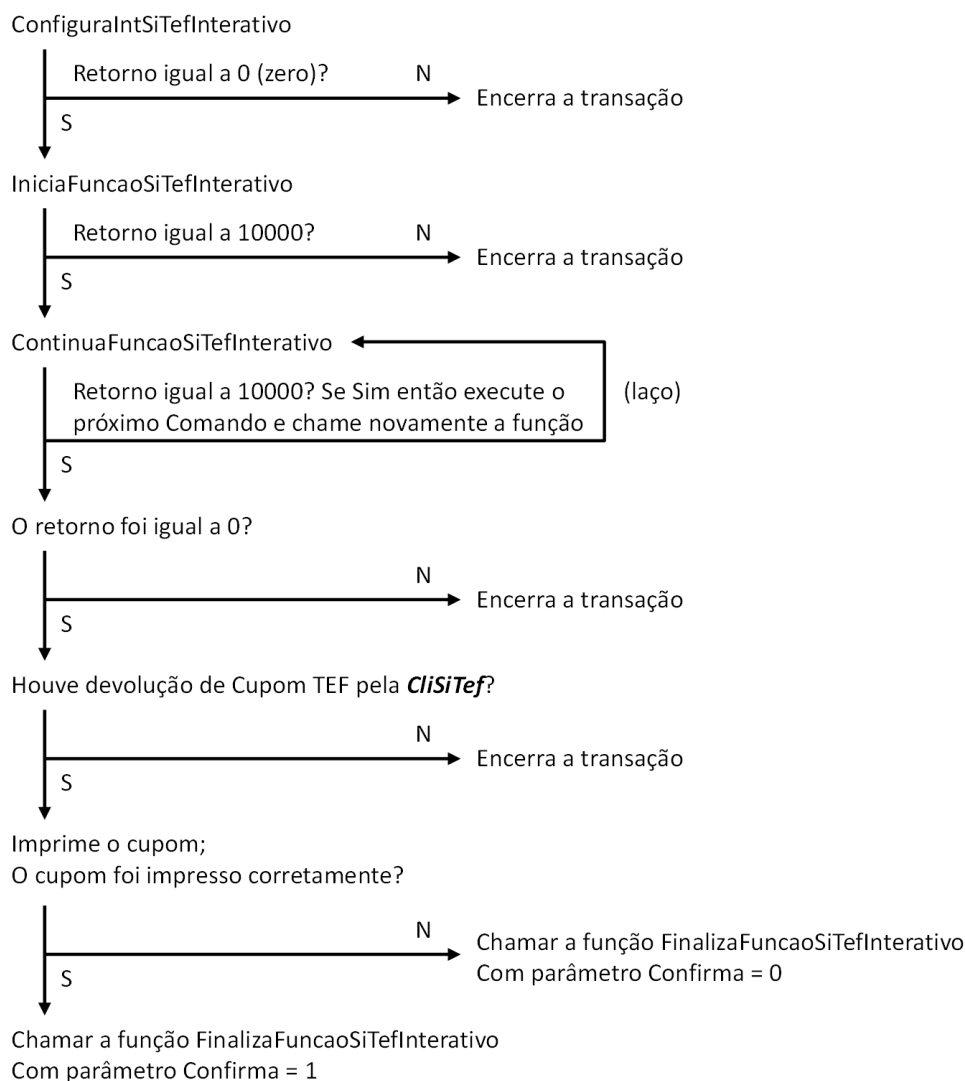 ConfiguraIntSiTefInterativo
Retorno igual a 0 (zero)?
N
Encerra a transação
S
IniciaFuncaoSiTefInterativo
Retorno igual a 10000?
N
Encerra a transação
S
ContinuaFuncaoSiTefInterativo
Retorno igual a 10000? Se Sim então execute o
(laço)
próximo Comando e chame novamente a função
S
O retorno foi igual a 0?
N
Encerra a transação
S
Houve devolução de Cupom TEF pela CliSiTef?
N
Encerra a transação
S
Imprime o cupom;
O cupom foi impresso corretamente?
N
Chamar a função FinalizaFuncaoSiTefInterativo
Com parâmetro Confirma = 0
S
Chamar a função FinalizaFuncaoSiTefInterativo
Com parâmetro Confirma = 1